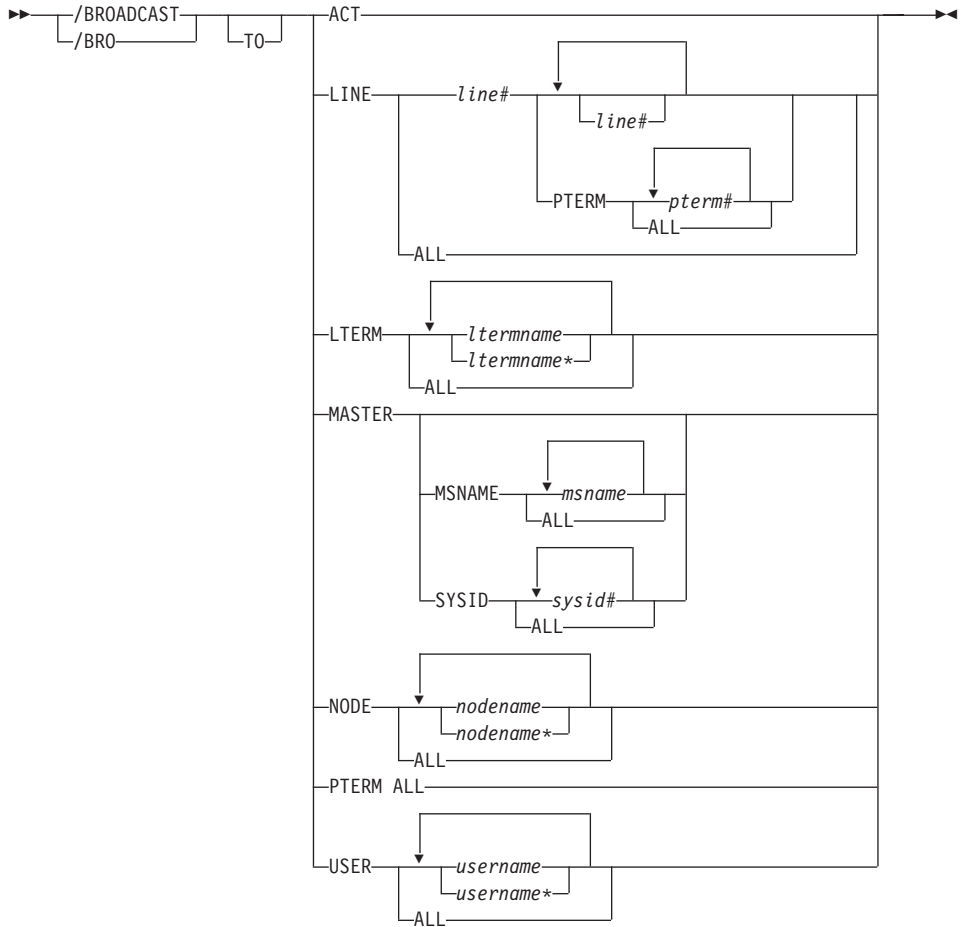 /BROADCAST ACT
/BRO TO
LINE line#
line#
PTERM pterm#
ALL
ALL
LTERM ltermname
ltermname*
ALL
MASTER
MSNAME msname
ALL
SYSID sysid#
ALL
NODE nodename
nodename*
ALL
PTERM ALL
USER username
username*
ALL